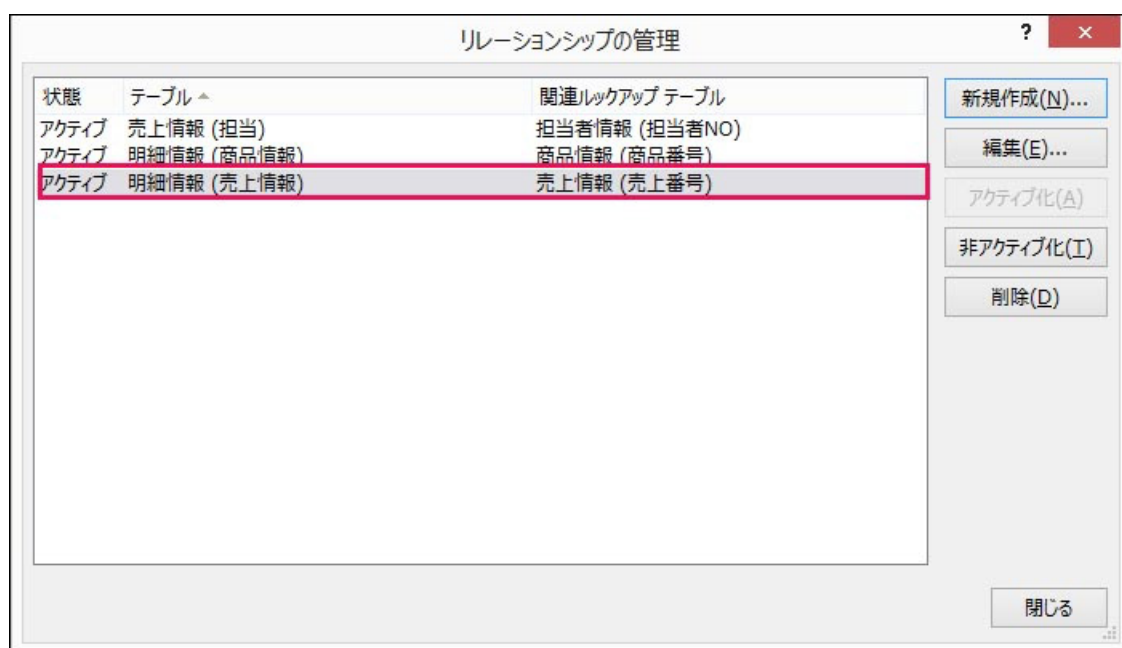 リレーションシップの管理 ? ×
状態 テーブル 関連ルックアップ テーブル
アクティブ 売上情報 (担当) 担当者情報 (担当者NO)
アクティブ 明細情報 (商品情報) 商品情報 (商品番号)
アクティブ 明細情報 (売上情報) 売上情報 (売上番号)
新規作成(N)...
編集(E)...
アクティブ化(A)
非アクティブ化(T)
削除(D)
閉じる